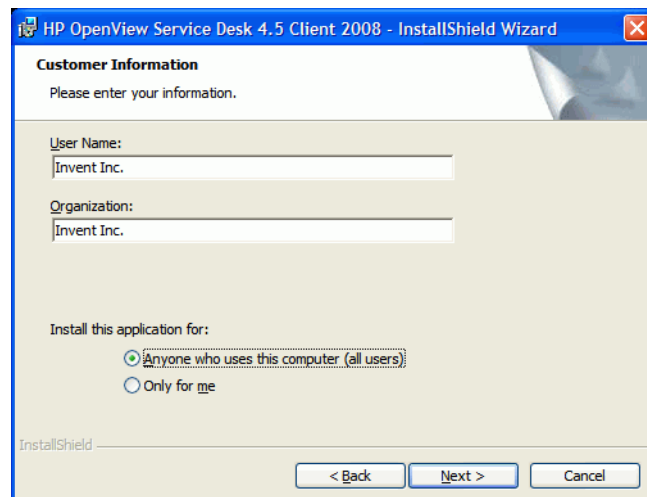 HP OpenView Service Desk 4.5 Client 2008 - InstallShield Wizard
Customer Information
Please enter your information.
User Name:
Invent Inc.
Organization:
Invent Inc.
Install this application for:
Anyone who uses this computer (all users)
Only for me
InstallShield
< Back Next > Cancel